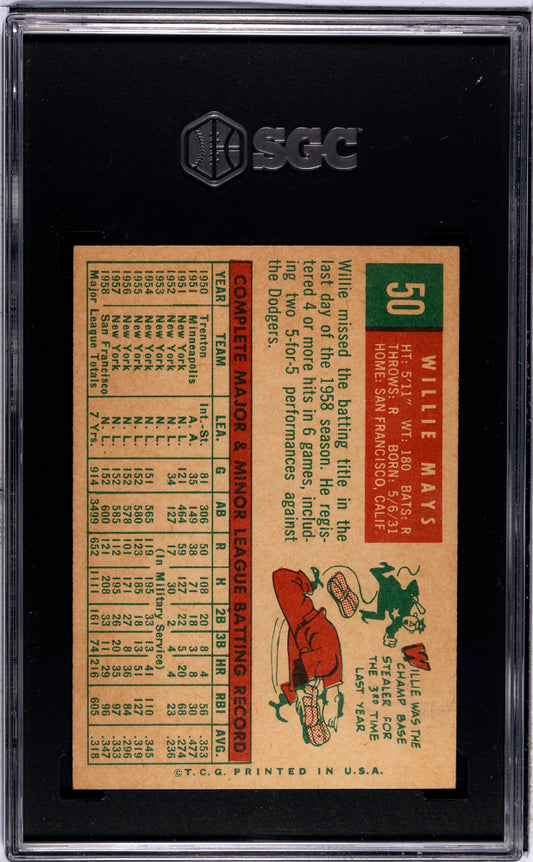 SGC
50
WILLIE MAYS
HT: 5'11" WT: 180 BATS: R
THROWS: R BORN: 5/6/31
HOME: SAN FRANCISCO, CALIF.
Willie missed the batting title in the
last day of the 1958 season. He regis-
tered 4 or more hits in 6 games, includ-
ing two 5-for-5 performances against
the Dodgers.
WILLIE WAS THE
CHAMP BASE
STEALER FOR
THE 3RD TIME
LAST YEAR
COMPLETE MAJOR & MINOR LEAGUE BATTING RECORD
YEAR TEAM LEA. G AB R H 2B 3B HR RBI AVG.
1950 Trenton Int.-St. 81 306 50 108 20 8 4 56 .353
1951 Minneapolis A. A. 35 149 38 71 18 3 8 30 .477
1951 New York N. L. 121 464 59 127 22 5 20 68 .274
1952 New York N. L. 34 127 17 30 2 4 4 23 .236
1953 New York N. L. (In Military Service)
1954 New York N. L. 151 565 119 195 33 13 41 110 .345
1955 New York N. L. 152 580 123 185 18 13 51 127 .319
1956 New York N. L. 152 578 101 171 27 8 36 84 .296
1957 New York N. L. 152 585 112 195 26 20 35 97 .333
1958 San Francisco N. L. 152 600 121 208 33 11 29 96 .347
Major League Totals 7 Yrs. 914 3499 652 1111 161 74 216 605 .318
©T.C.G. PRINTED IN U.S.A.